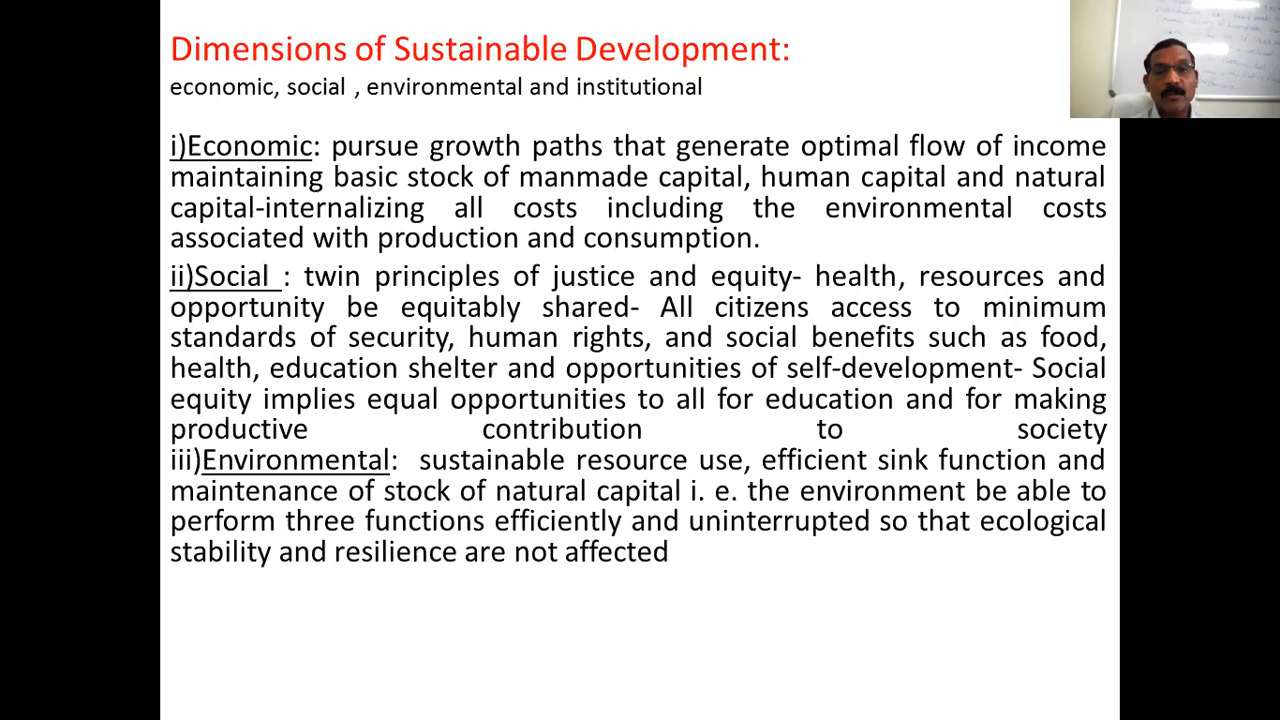 Dimensions of Sustainable Development:
economic, social , environmental and institutional
i)Economic: pursue growth paths that generate optimal flow of income
maintaining basic stock of manmade capital, human capital and natural
capital-internalizing all costs including the environmental costs
associated with production and consumption.
ii)Social : twin principles of justice and equity- health, resources and
opportunity be equitably shared- All citizens access to minimum
standards of security, human rights, and social benefits such as food,
health, education shelter and opportunities of self-development- Social
equity implies equal opportunities to all for education and for making
productive contribution to society
iii)Environmental: sustainable resource use, efficient sink function and
maintenance of stock of natural capital i. e. the environment be able to
perform three functions efficiently and uninterrupted so that ecological
stability and resilience are not affected